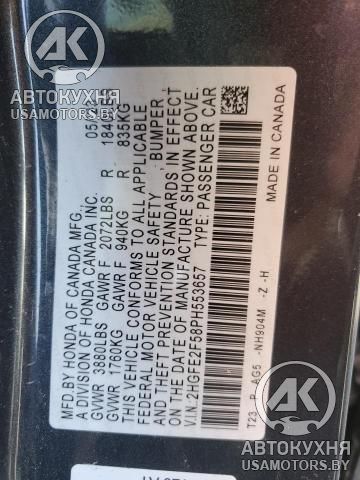 АВТОКУХНЯ
USAMOTORS.BY
MFD BY HONDA OF CANADA MFG.
A DIVISION OF HONDA CANADA INC.
GVWR 3880LBS GAWR F 2072LBS R
GVWR 1760KG GAWR F 940KG R 835KG
THIS VEHICLE CONFORMS TO ALL APPLICABLE
FEDERAL MOTOR VEHICLE SAFETY, BUMPER,
AND THEFT PREVENTION STANDARDS IN EFFECT
ON THE DATE OF MANUFACTURE SHOWN ABOVE.
V.I.N.:2HGFE2F58PH553657 TYPE:PASSENGER CAR
T23 -P AG5 -NH904M -Z -H MADE IN CANADA
АВТОКУХНЯ
USAMOTORS.BY